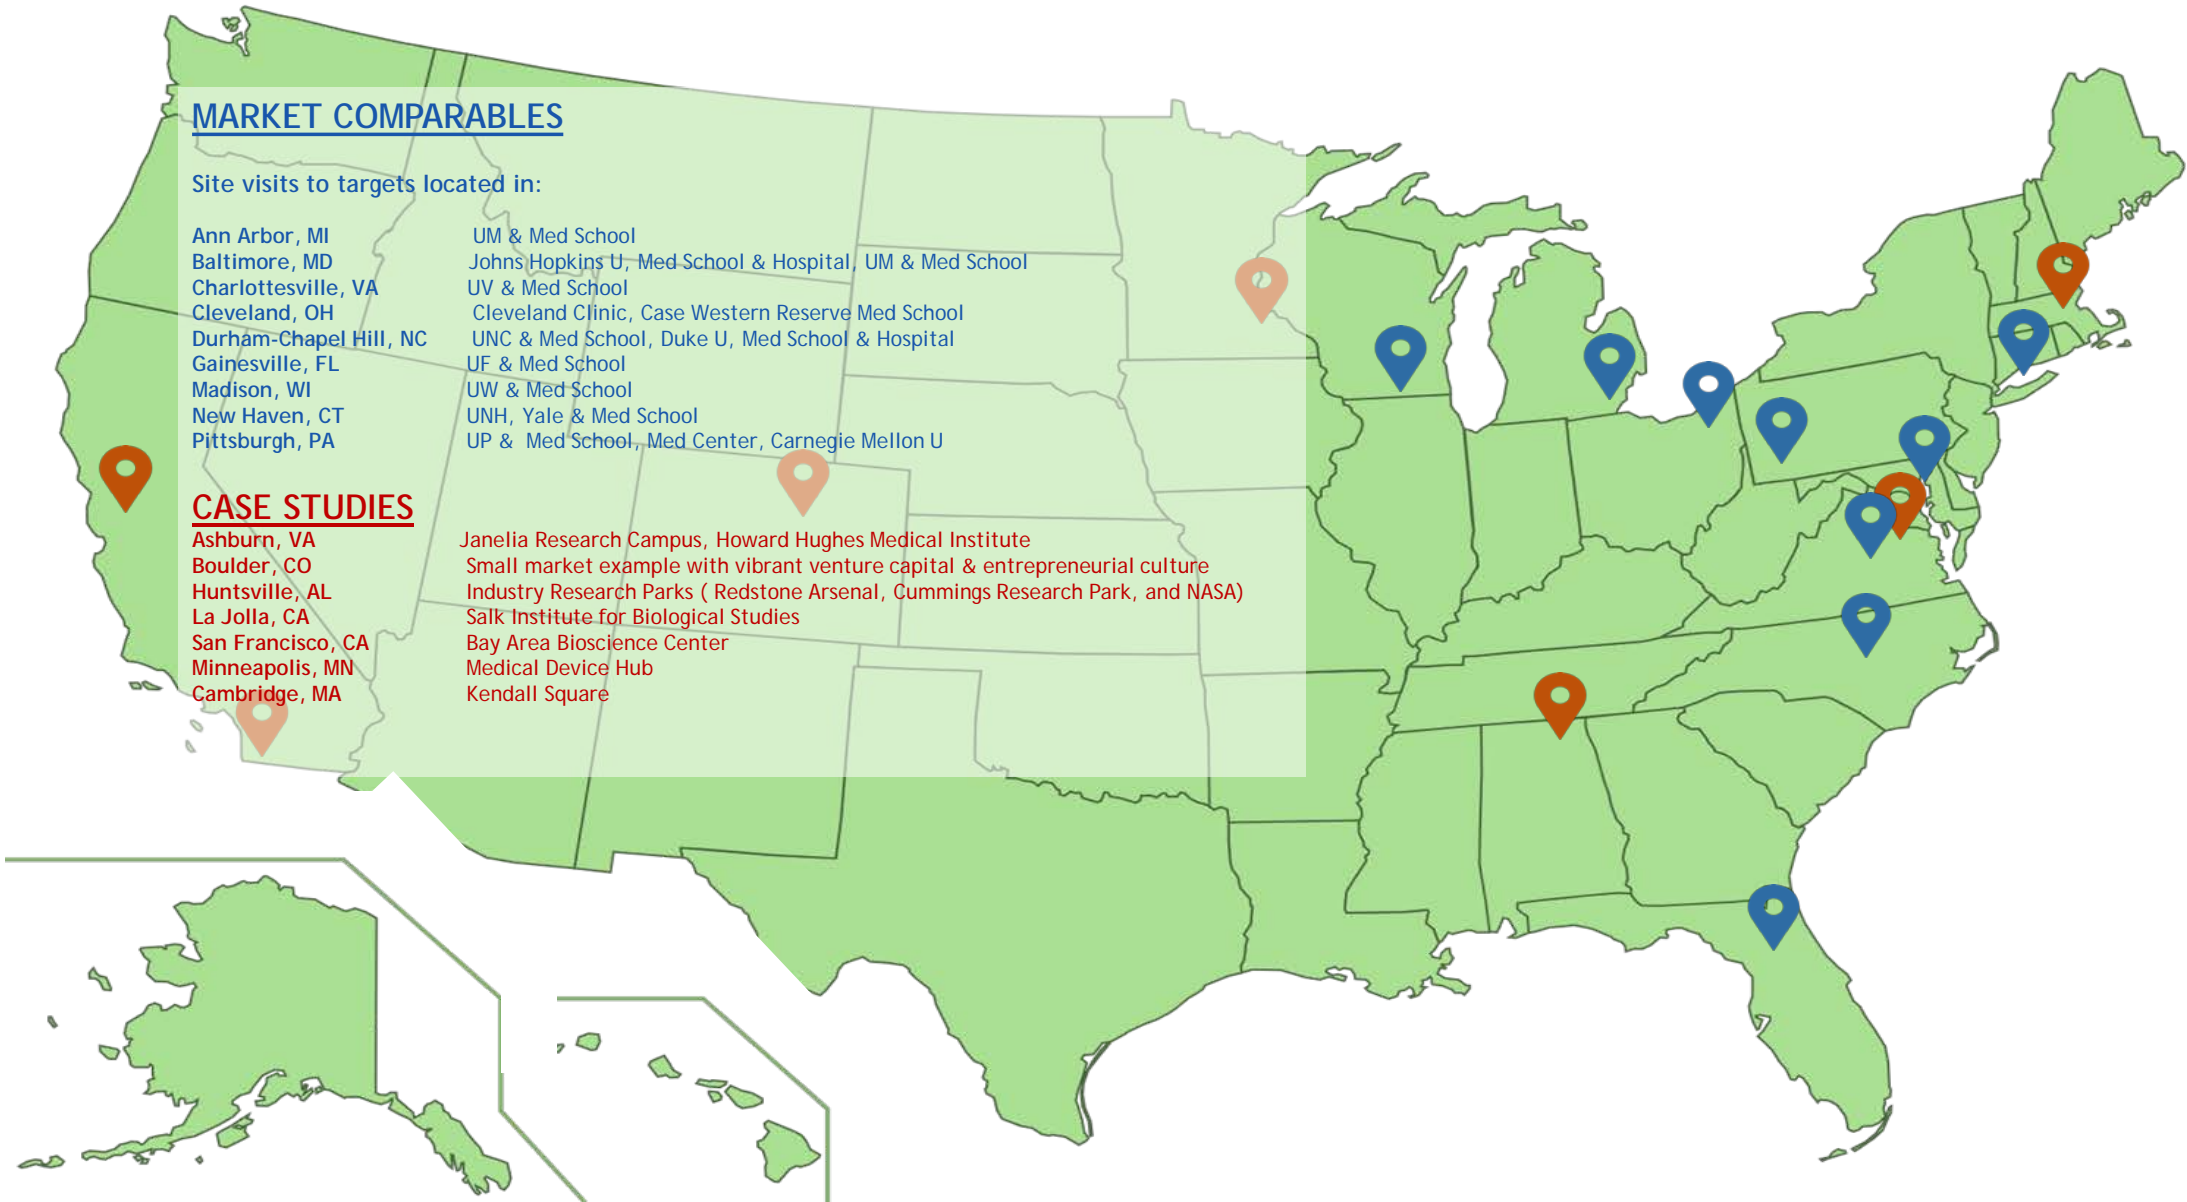 MARKET COMPARABLES
Site visits to targets located in:
Ann Arbor, MI UM & Med School
Baltimore, MD Johns Hopkins U, Med School & Hospital, UM & Med School
Charlottesville, VA UV & Med School
Cleveland, OH Cleveland Clinic, Case Western Reserve Med School
Durham-Chapel Hill, NC UNC & Med School, Duke U, Med School & Hospital
Gainesville, FL UF & Med School
Madison, WI UW & Med School
New Haven, CT UNH, Yale & Med School
Pittsburgh, PA UP & Med School, Med Center, Carnegie Mellon U
CASE STUDIES
Ashburn, VA Janelia Research Campus, Howard Hughes Medical Institute
Boulder, CO Small market example with vibrant venture capital & entrepreneurial culture
Huntsville, AL Industry Research Parks ( Redstone Arsenal, Cummings Research Park, and NASA)
La Jolla, CA Salk Institute for Biological Studies
San Francisco, CA Bay Area Bioscience Center
Minneapolis, MN Medical Device Hub
Cambridge, MA Kendall Square